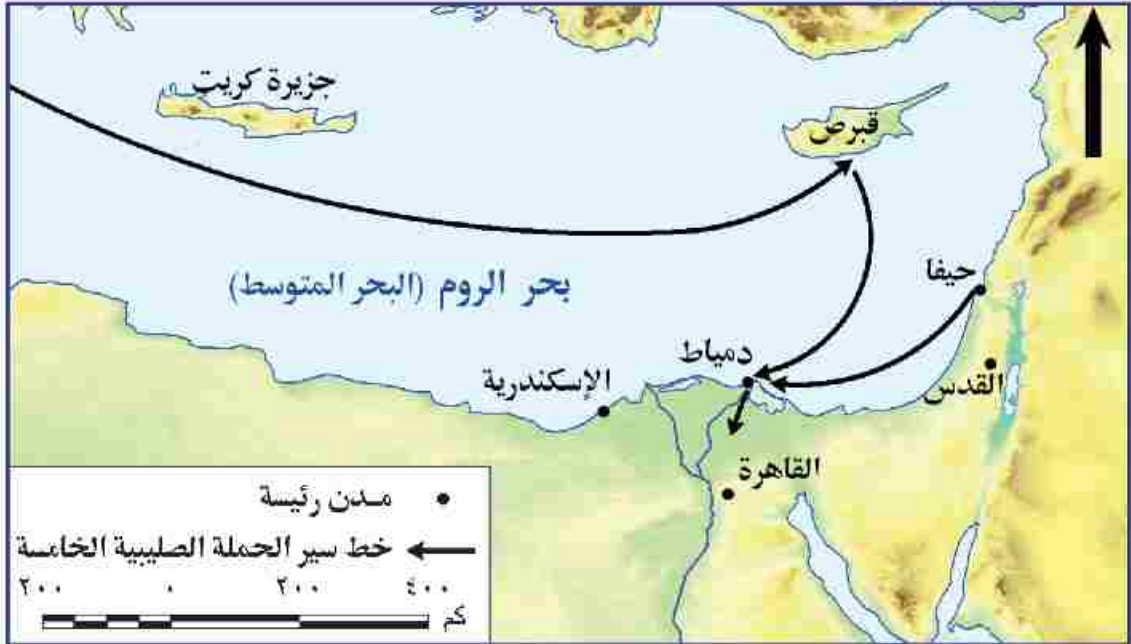 جزيرة كريت
قبرص
حيفا
بحر الروم (البحر المتوسط)
دمياط
القدس
الإسكندرية
القاهرة
مـدن رئيسة
خط سير الحملة الصليبية الخامسة
٢٠٠ ٠ ٢٠٠ ٤٠٠
كم